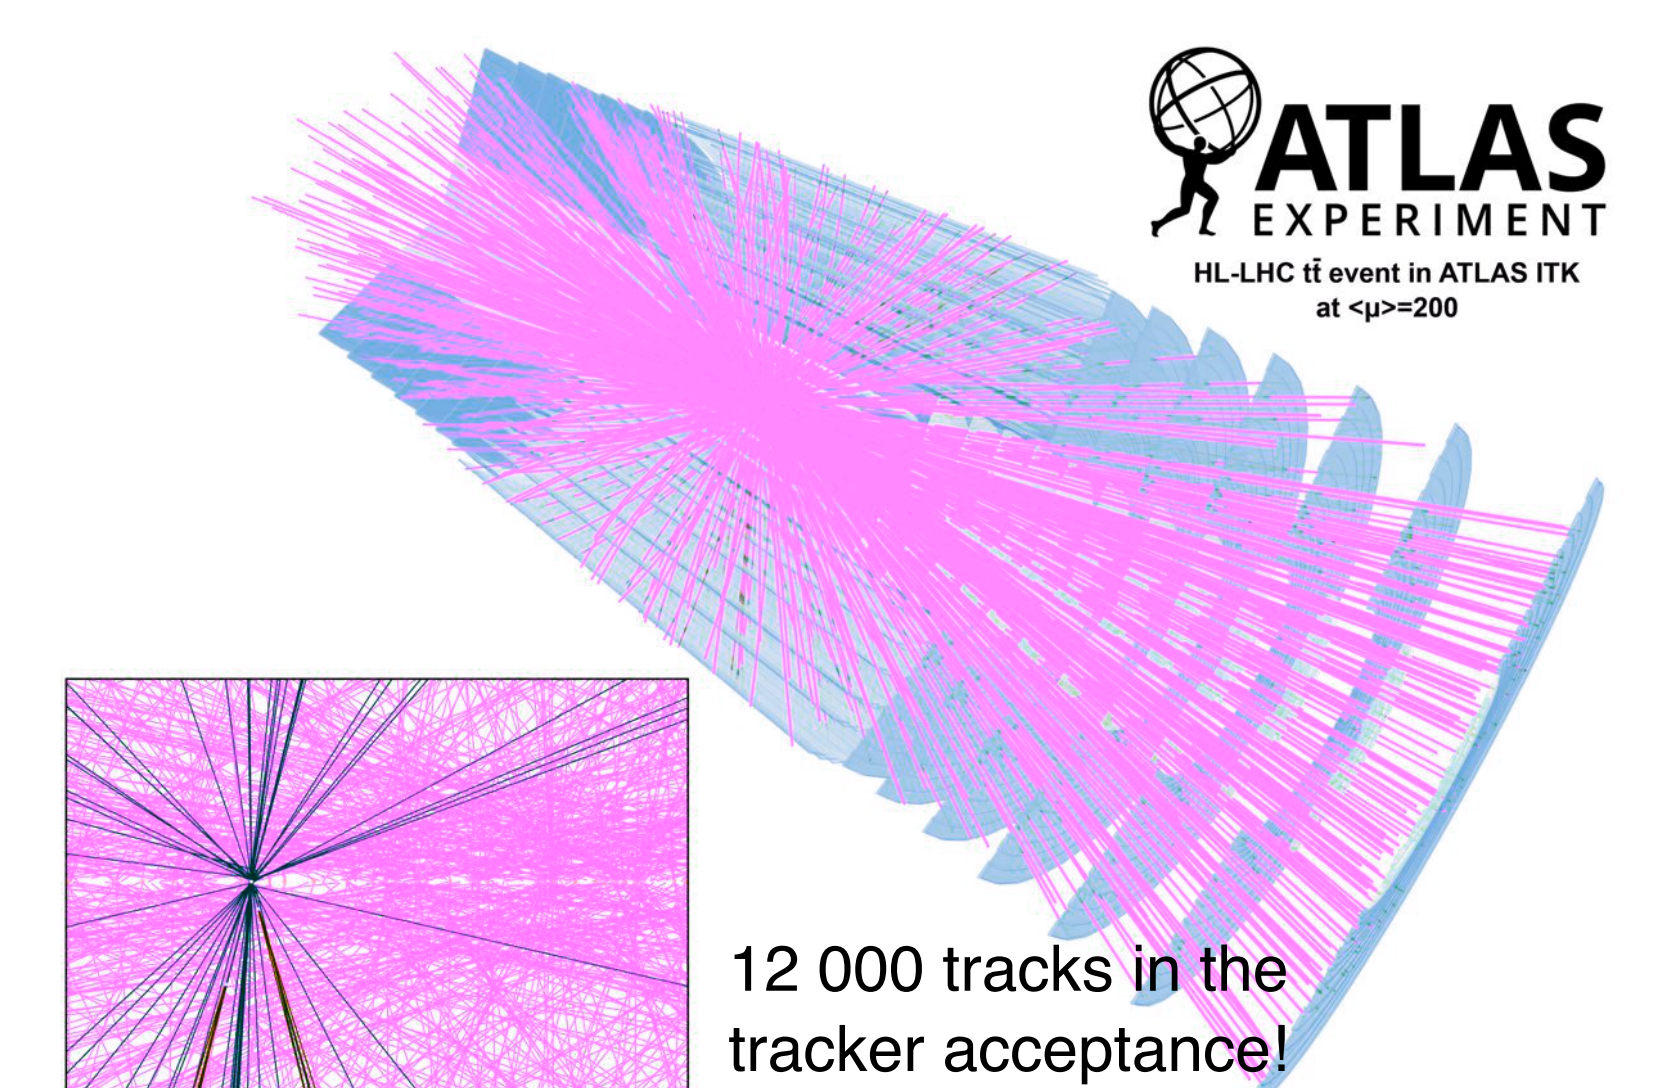 ATLAS
EXPERIMENT
HL-LHC tt̄ event in ATLAS ITK
at <μ>=200
12 000 tracks in the
tracker acceptance!